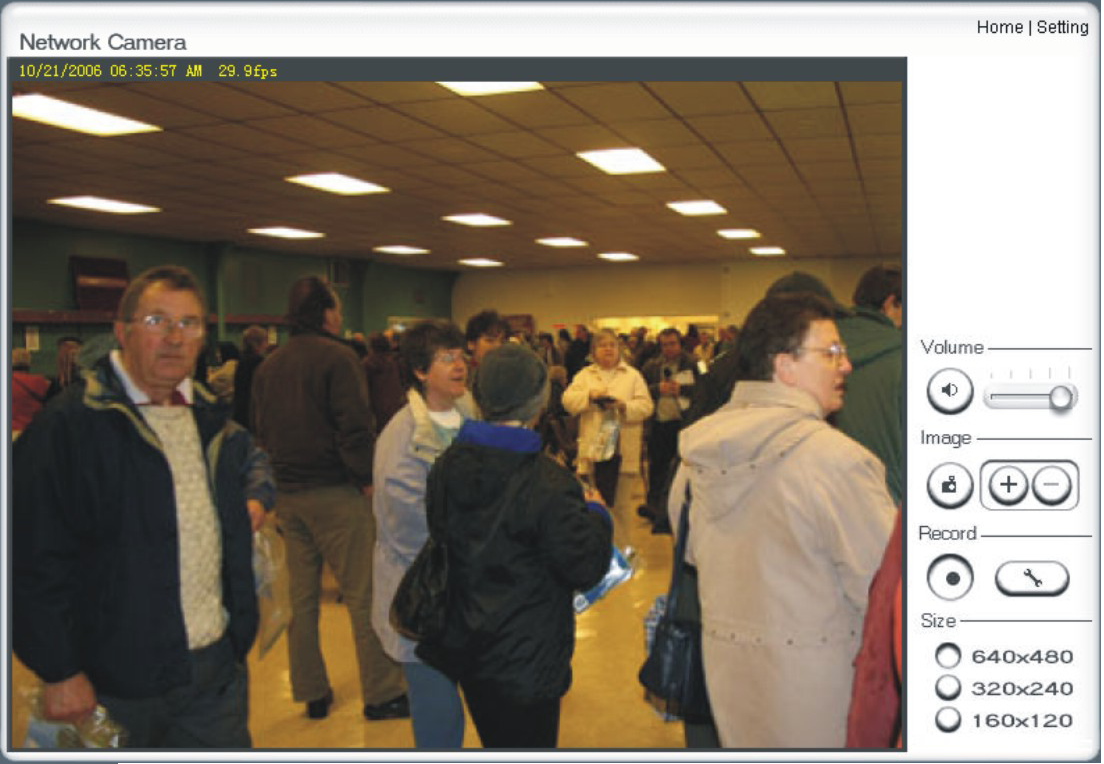 Home | Setting
Network Camera
10/21/2006 06:35:57 AM 29.9fps
Volume
Image
Record
Size
640x480
320x240
160x120